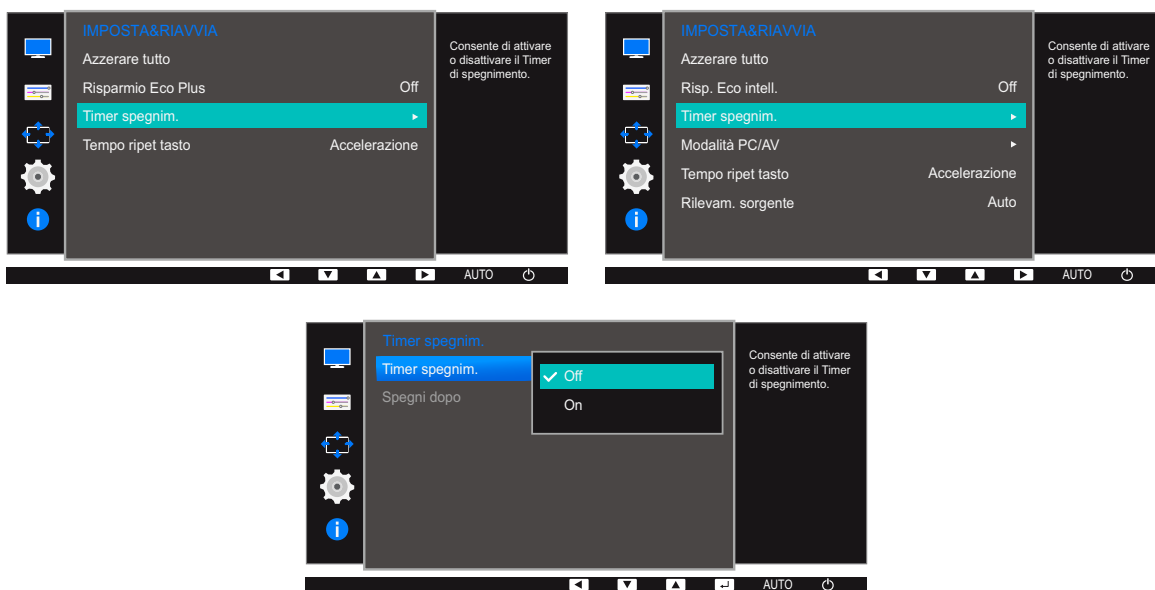 IMPOSTA&RIAVVIA
Azzerare tutto
Risparmio Eco Plus Off
Timer spegnim.
Tempo ripet tasto Accelerazione
Consente di attivare
o disattivare il Timer
di spegnimento.
AUTO
IMPOSTA&RIAVVIA
Azzerare tutto
Risp. Eco intell. Off
Timer spegnim.
Modalità PC/AV
Tempo ripet tasto Accelerazione
Rilevam. sorgente Auto
Consente di attivare
o disattivare il Timer
di spegnimento.
AUTO
Timer spegnim.
Timer spegnim. Off
Spegni dopo On
Consente di attivare
o disattivare il Timer
di spegnimento.
AUTO